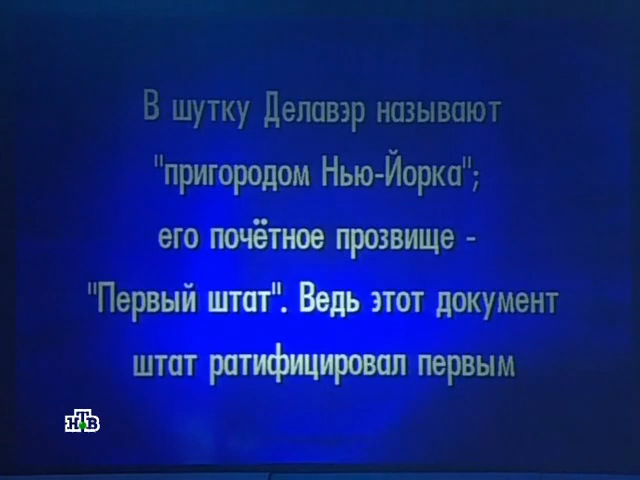 В шутку Делавэр называют
"пригородом Нью-Йорка";
его почётное прозвище -
"Первый штат". Ведь этот документ
штат ратифицировал первым
НТВ